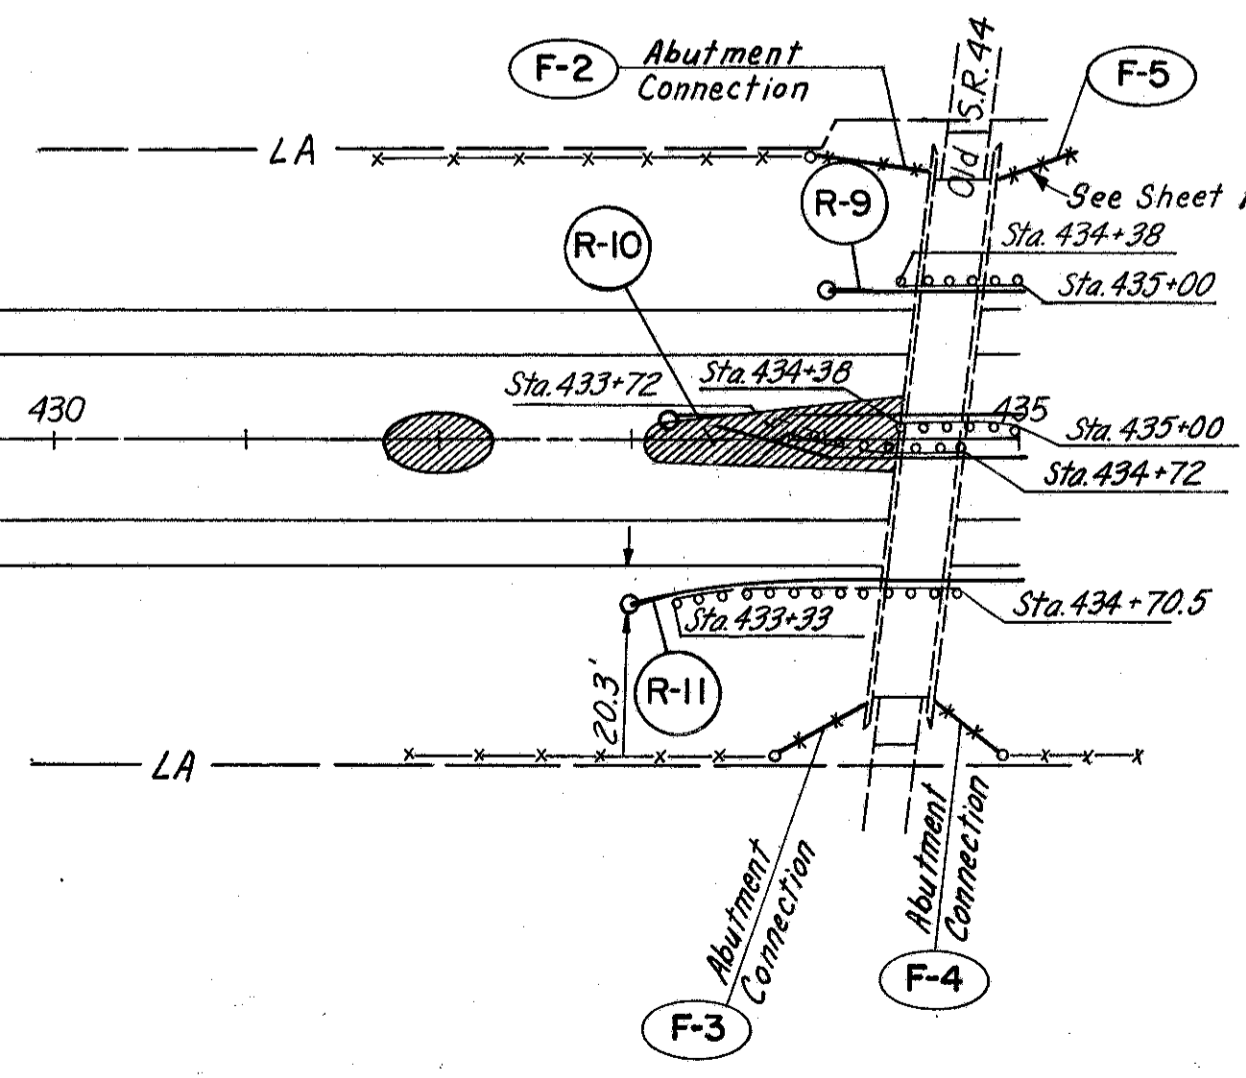 F-2
Abutment
Connection
Old S.R. 44
F-5
LA
See Sheet
R-9
R-10
Sta. 434+38
Sta. 435+00
Sta. 433+72
Sta. 434+38
430
435
Sta. 435+00
Sta. 434+72
Sta. 433+33
Sta. 434+70.5
20.3'
R-11
LA
Abutment
Connection
F-3
Abutment
Connection
F-4